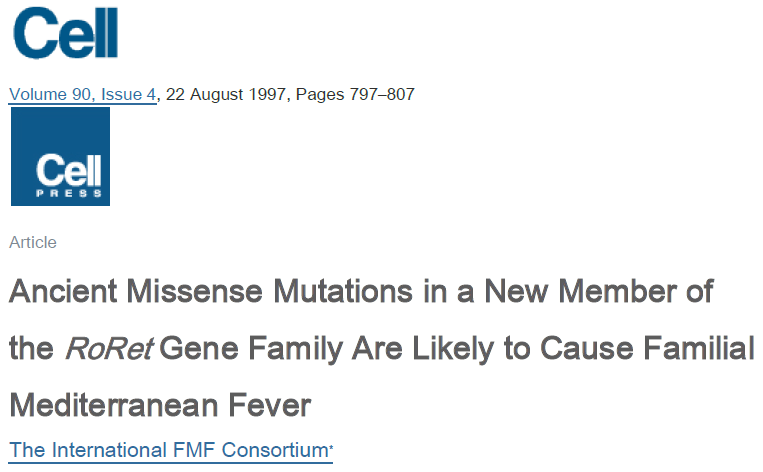 Cell
Volume 90, Issue 4, 22 August 1997, Pages 797–807
Cell
PRESS
Article
Ancient Missense Mutations in a New Member of
the RoRet Gene Family Are Likely to Cause Familial
Mediterranean Fever
The International FMF Consortium*